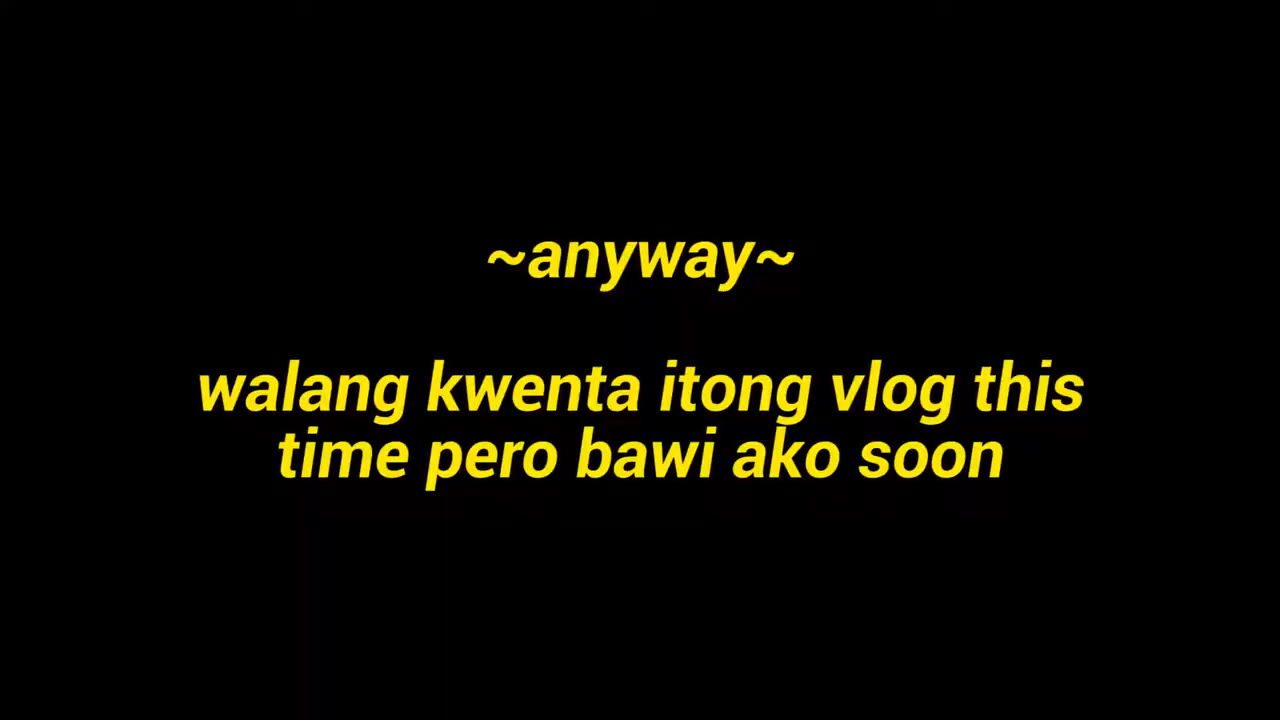 ~anyway~
walang kwenta itong vlog this
time pero bawi ako soon